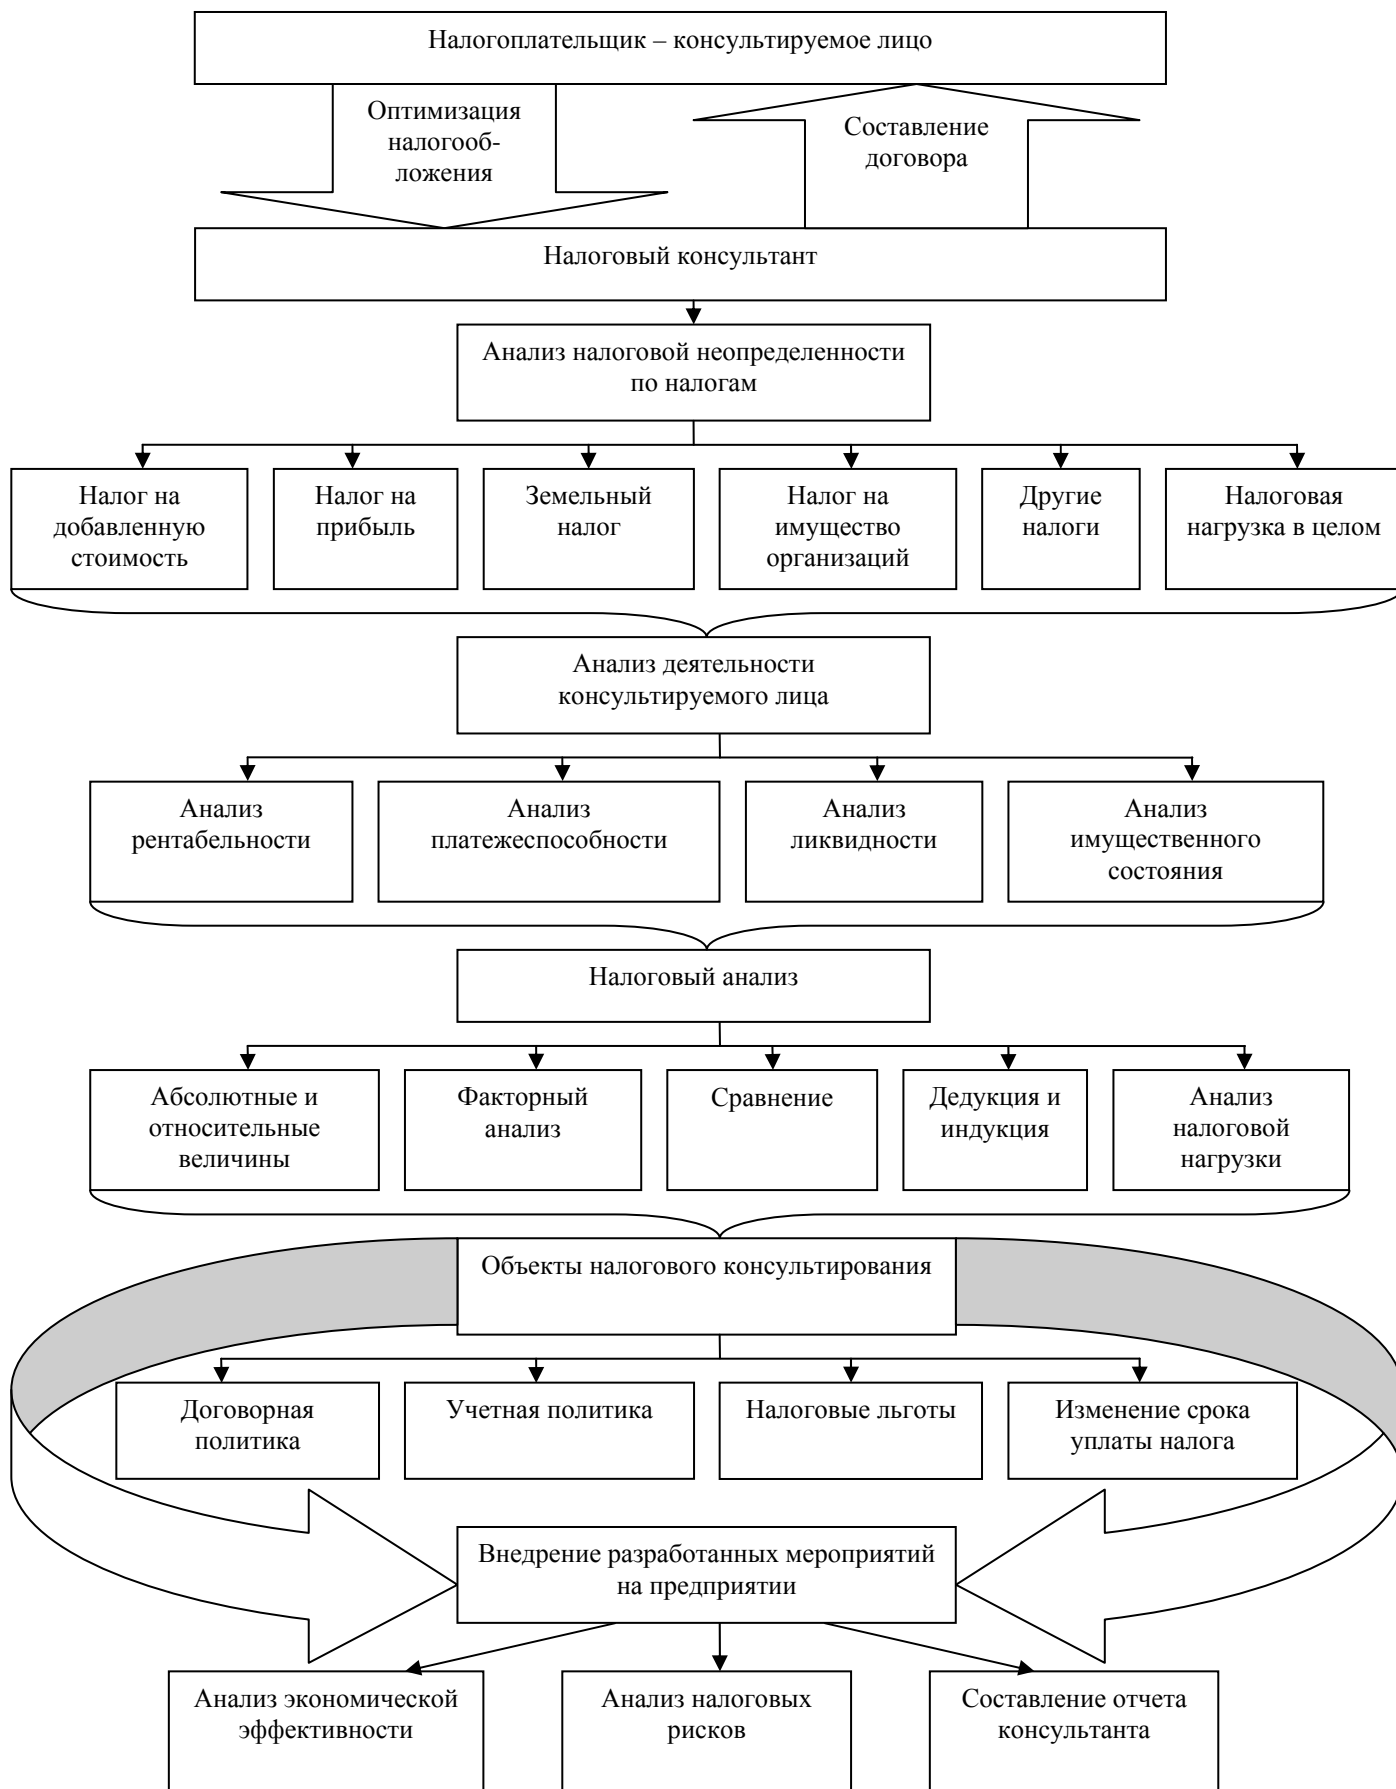 Налогоплательщик – консультируемое лицо
Оптимизация
налогооб-
ложения
Составление
договора
Налоговый консультант
Анализ налоговой неопределенности
по налогам
Налог на
добавленную
стоимость
Налог на
прибыль
Земельный
налог
Налог на
имущество
организаций
Другие
налоги
Налоговая
нагрузка в целом
Анализ деятельности
консультируемого лица
Анализ
рентабельности
Анализ
платежеспособности
Анализ
ликвидности
Анализ
имущественного
состояния
Налоговый анализ
Абсолютные и
относительные
величины
Факторный
анализ
Сравнение
Дедукция и
индукция
Анализ
налоговой
нагрузки
Объекты налогового консультирования
Договорная
политика
Учетная политика
Налоговые льготы
Изменение срока
уплаты налога
Внедрение разработанных мероприятий
на предприятии
Анализ экономической
эффективности
Анализ налоговых
рисков
Составление отчета
консультанта